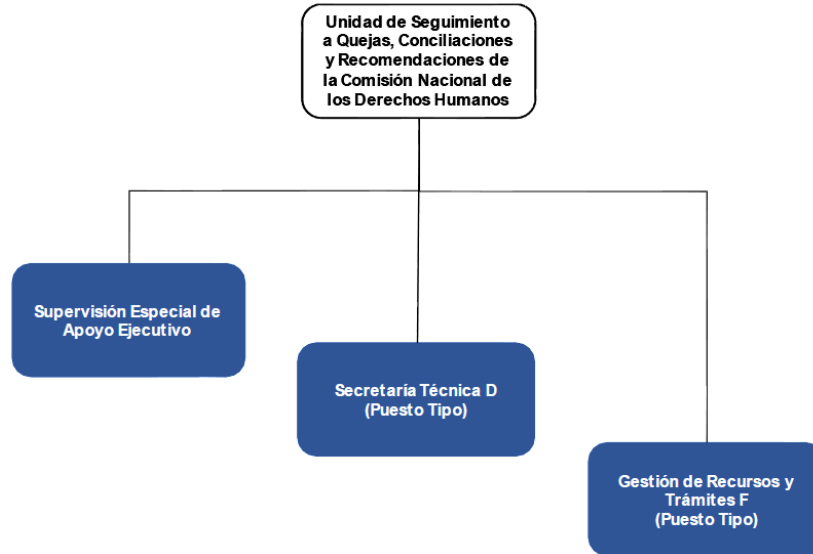 Unidad de Seguimiento
a Quejas, Conciliaciones
y Recomendaciones de
la Comisión Nacional de
los Derechos Humanos
Supervisión Especial de
Apoyo Ejecutivo
Secretaría Técnica D
(Puesto Tipo)
Gestión de Recursos y
Trámites F
(Puesto Tipo)